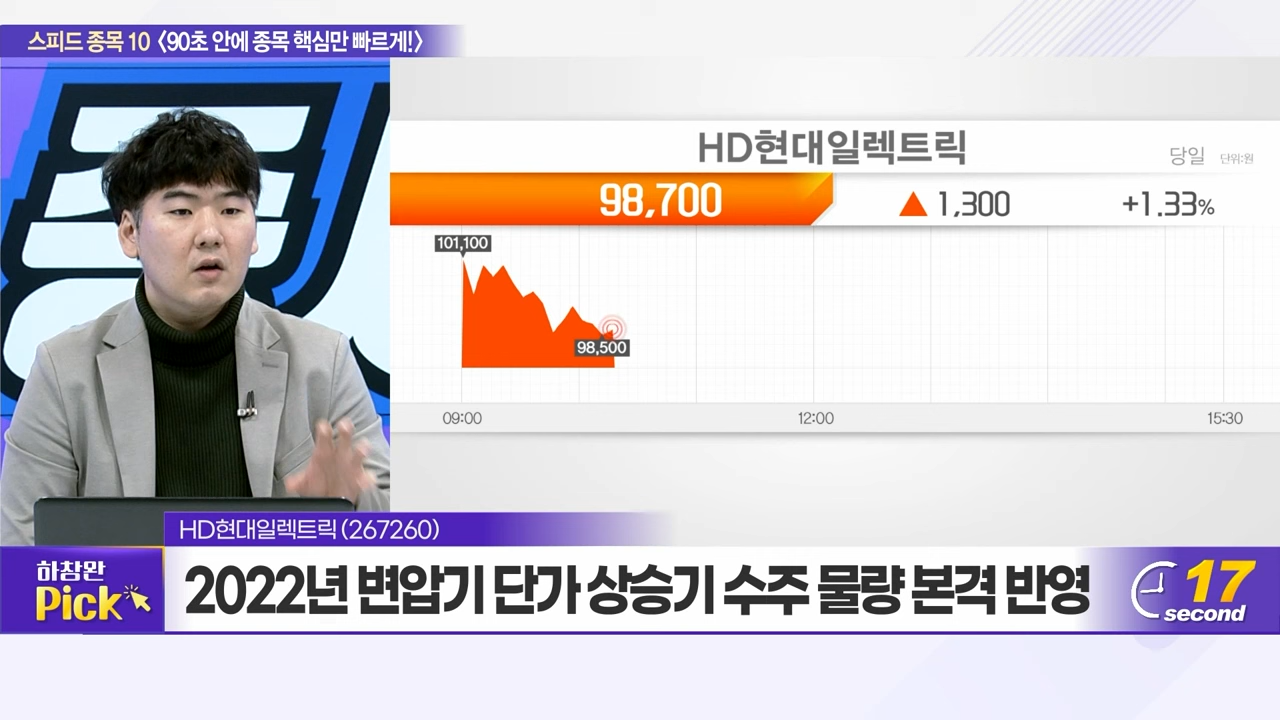 스피드 종목 10 〈90초 안에 종목 핵심만 빠르게!〉
HD현대일렉트릭
당일 단위:원
98,700 ▲ 1,300 +1.33%
101,100
98,500
09:00 12:00 15:30
HD현대일렉트릭 (267260)
하창완
Pick
2022년 변압기 단가 상승기 수주 물량 본격 반영
17
second